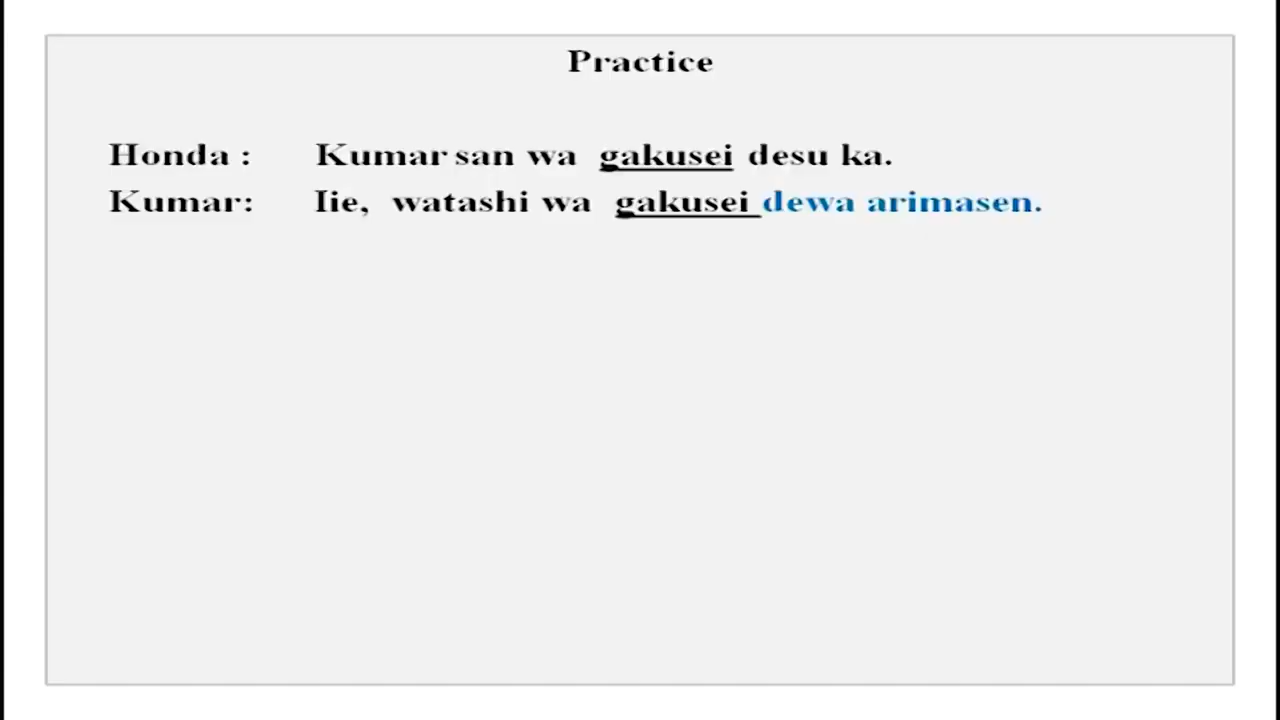 Practice
Honda : Kumar san wa gakusei desu ka.
Kumar: Iie, watashi wa gakusei dewa arimasen.